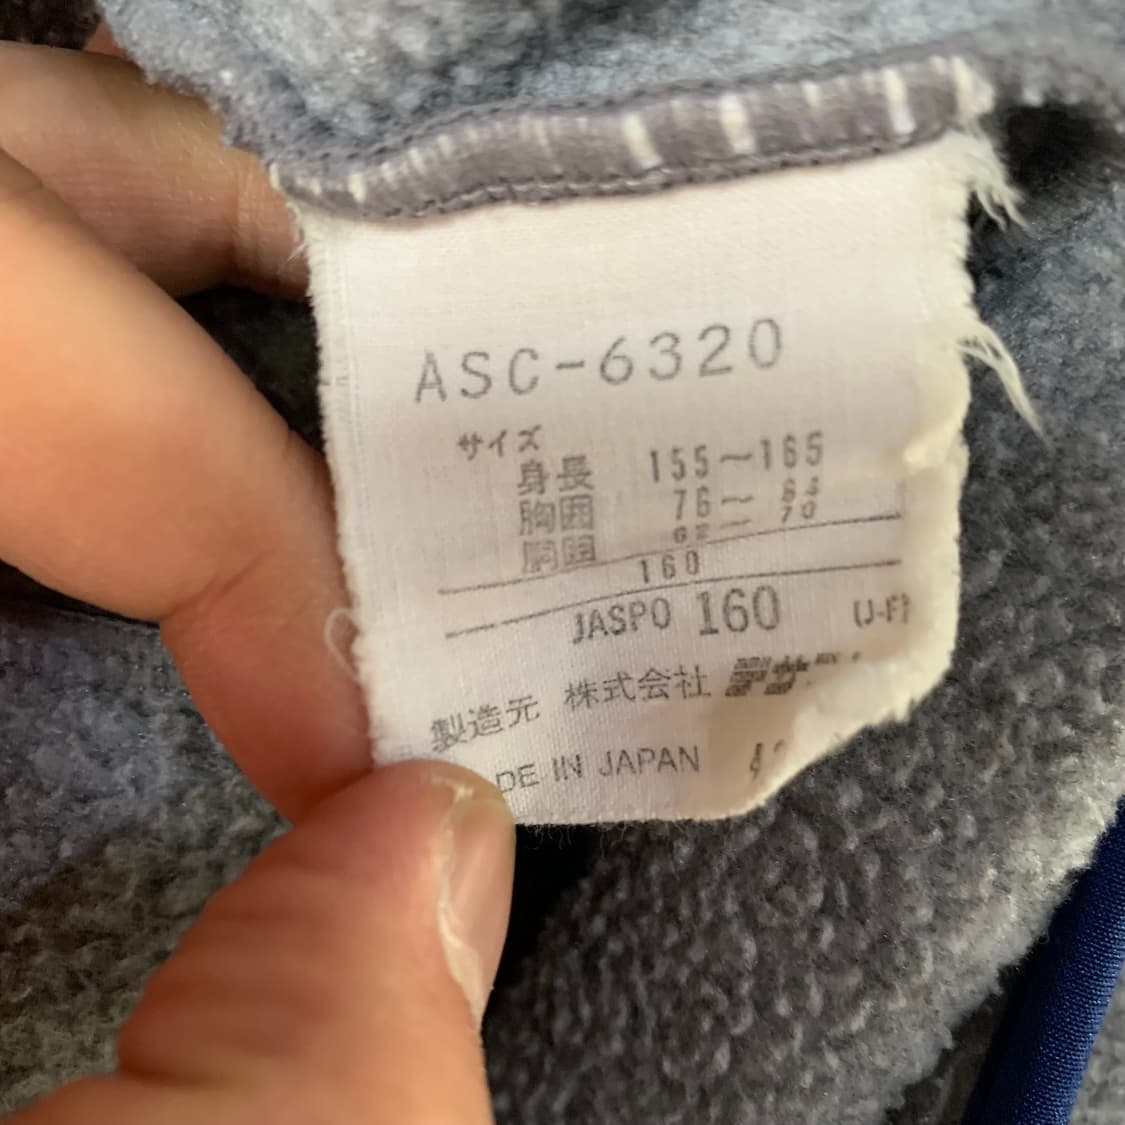 ASC-6320
サイズ
身長 155～165
胸囲 76～ 84
胴囲 62～ 70
160
JASPO 160 (J-F)
製造元 株式会社
DE IN JAPAN